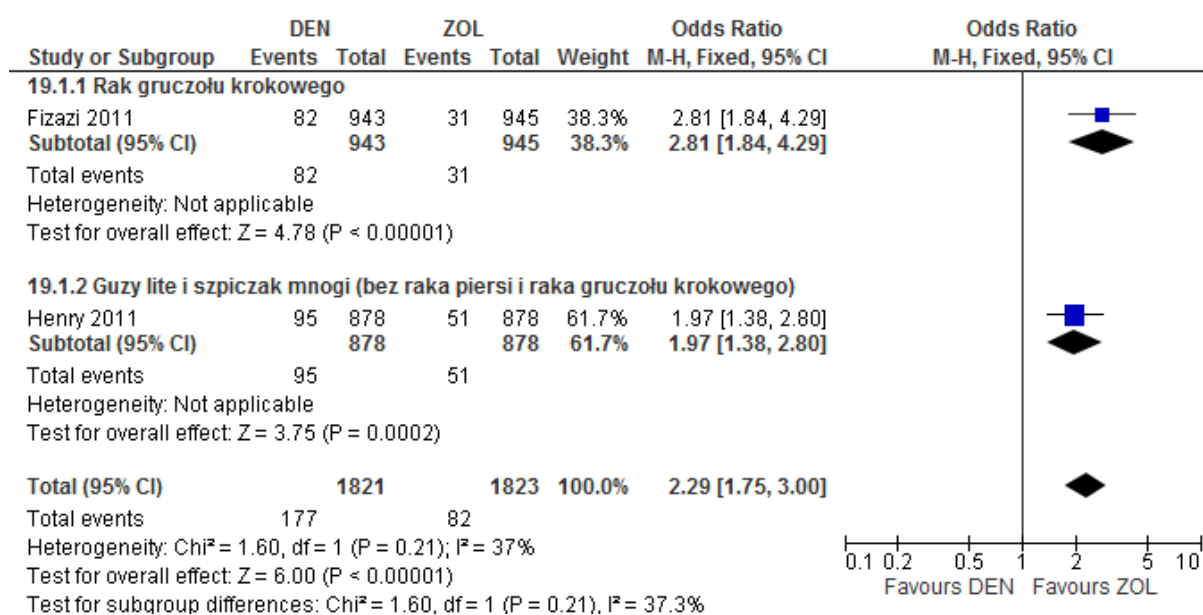 DEN ZOL Odds Ratio Odds Ratio
Study or Subgroup Events Total Events Total Weight M-H, Fixed, 95% CI M-H, Fixed, 95% CI
19.1.1 Rak gruczołu krokowego
Fizazi 2011 82 943 31 945 38.3% 2.81 [1.84, 4.29]
Subtotal (95% CI) 943 945 38.3% 2.81 [1.84, 4.29]
Total events 82 31
Heterogeneity: Not applicable
Test for overall effect: Z = 4.78 (P < 0.00001)
19.1.2 Guzy lite i szpiczak mnogi (bez raka piersi i raka gruczołu krokowego)
Henry 2011 95 878 51 878 61.7% 1.97 [1.38, 2.80]
Subtotal (95% CI) 878 878 61.7% 1.97 [1.38, 2.80]
Total events 95 51
Heterogeneity: Not applicable
Test for overall effect: Z = 3.75 (P = 0.0002)
Total (95% CI) 1821 1823 100.0% 2.29 [1.75, 3.00]
Total events 177 82
Heterogeneity: Chi² = 1.60, df = 1 (P = 0.21); I² = 37%
Test for overall effect: Z = 6.00 (P < 0.00001)
Test for subgroup differences: Chi² = 1.60, df = 1 (P = 0.21), I² = 37.3%
0.1 0.2 0.5 1 2 5 10
Favours DEN Favours ZOL